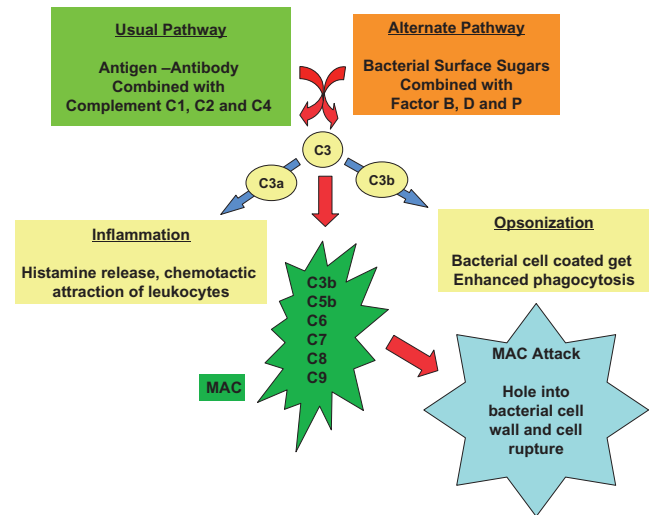 Usual Pathway
Antigen –Antibody
Combined with
Complement C1, C2 and C4
Alternate Pathway
Bacterial Surface Sugars
Combined with
Factor B, D and P
C3
C3a
C3b
Inflammation
Histamine release, chemotactic
attraction of leukocytes
Opsonization
Bacterial cell coated get
Enhanced phagocytosis
C3b
C5b
C6
C7
C8
C9
MAC
MAC Attack
Hole into
bacterial cell
wall and cell
rupture